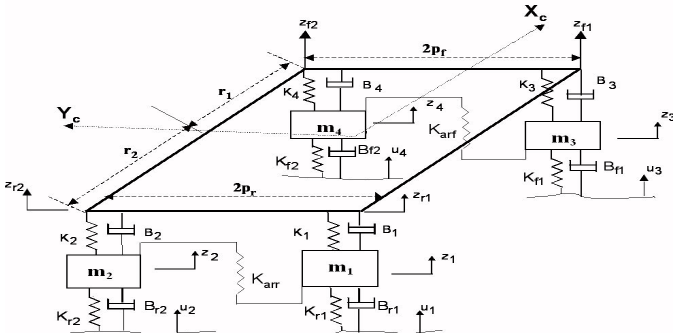 X_c
z_f2
z_f1
2p_f
K_4
B_4
K_3
B_3
r_1
z_4
z_3
Y_c
m_4
K_arf
m_3
r_2
B_f2
u_4
K_f2
K_f1
B_f1
u_3
z_r2
2p_r
z_r1
K_2
B_2
K_1
B_1
z_2
z_1
m_2
K_arr
m_1
K_r2
B_r2
u_2
K_r1
B_r1
u_1